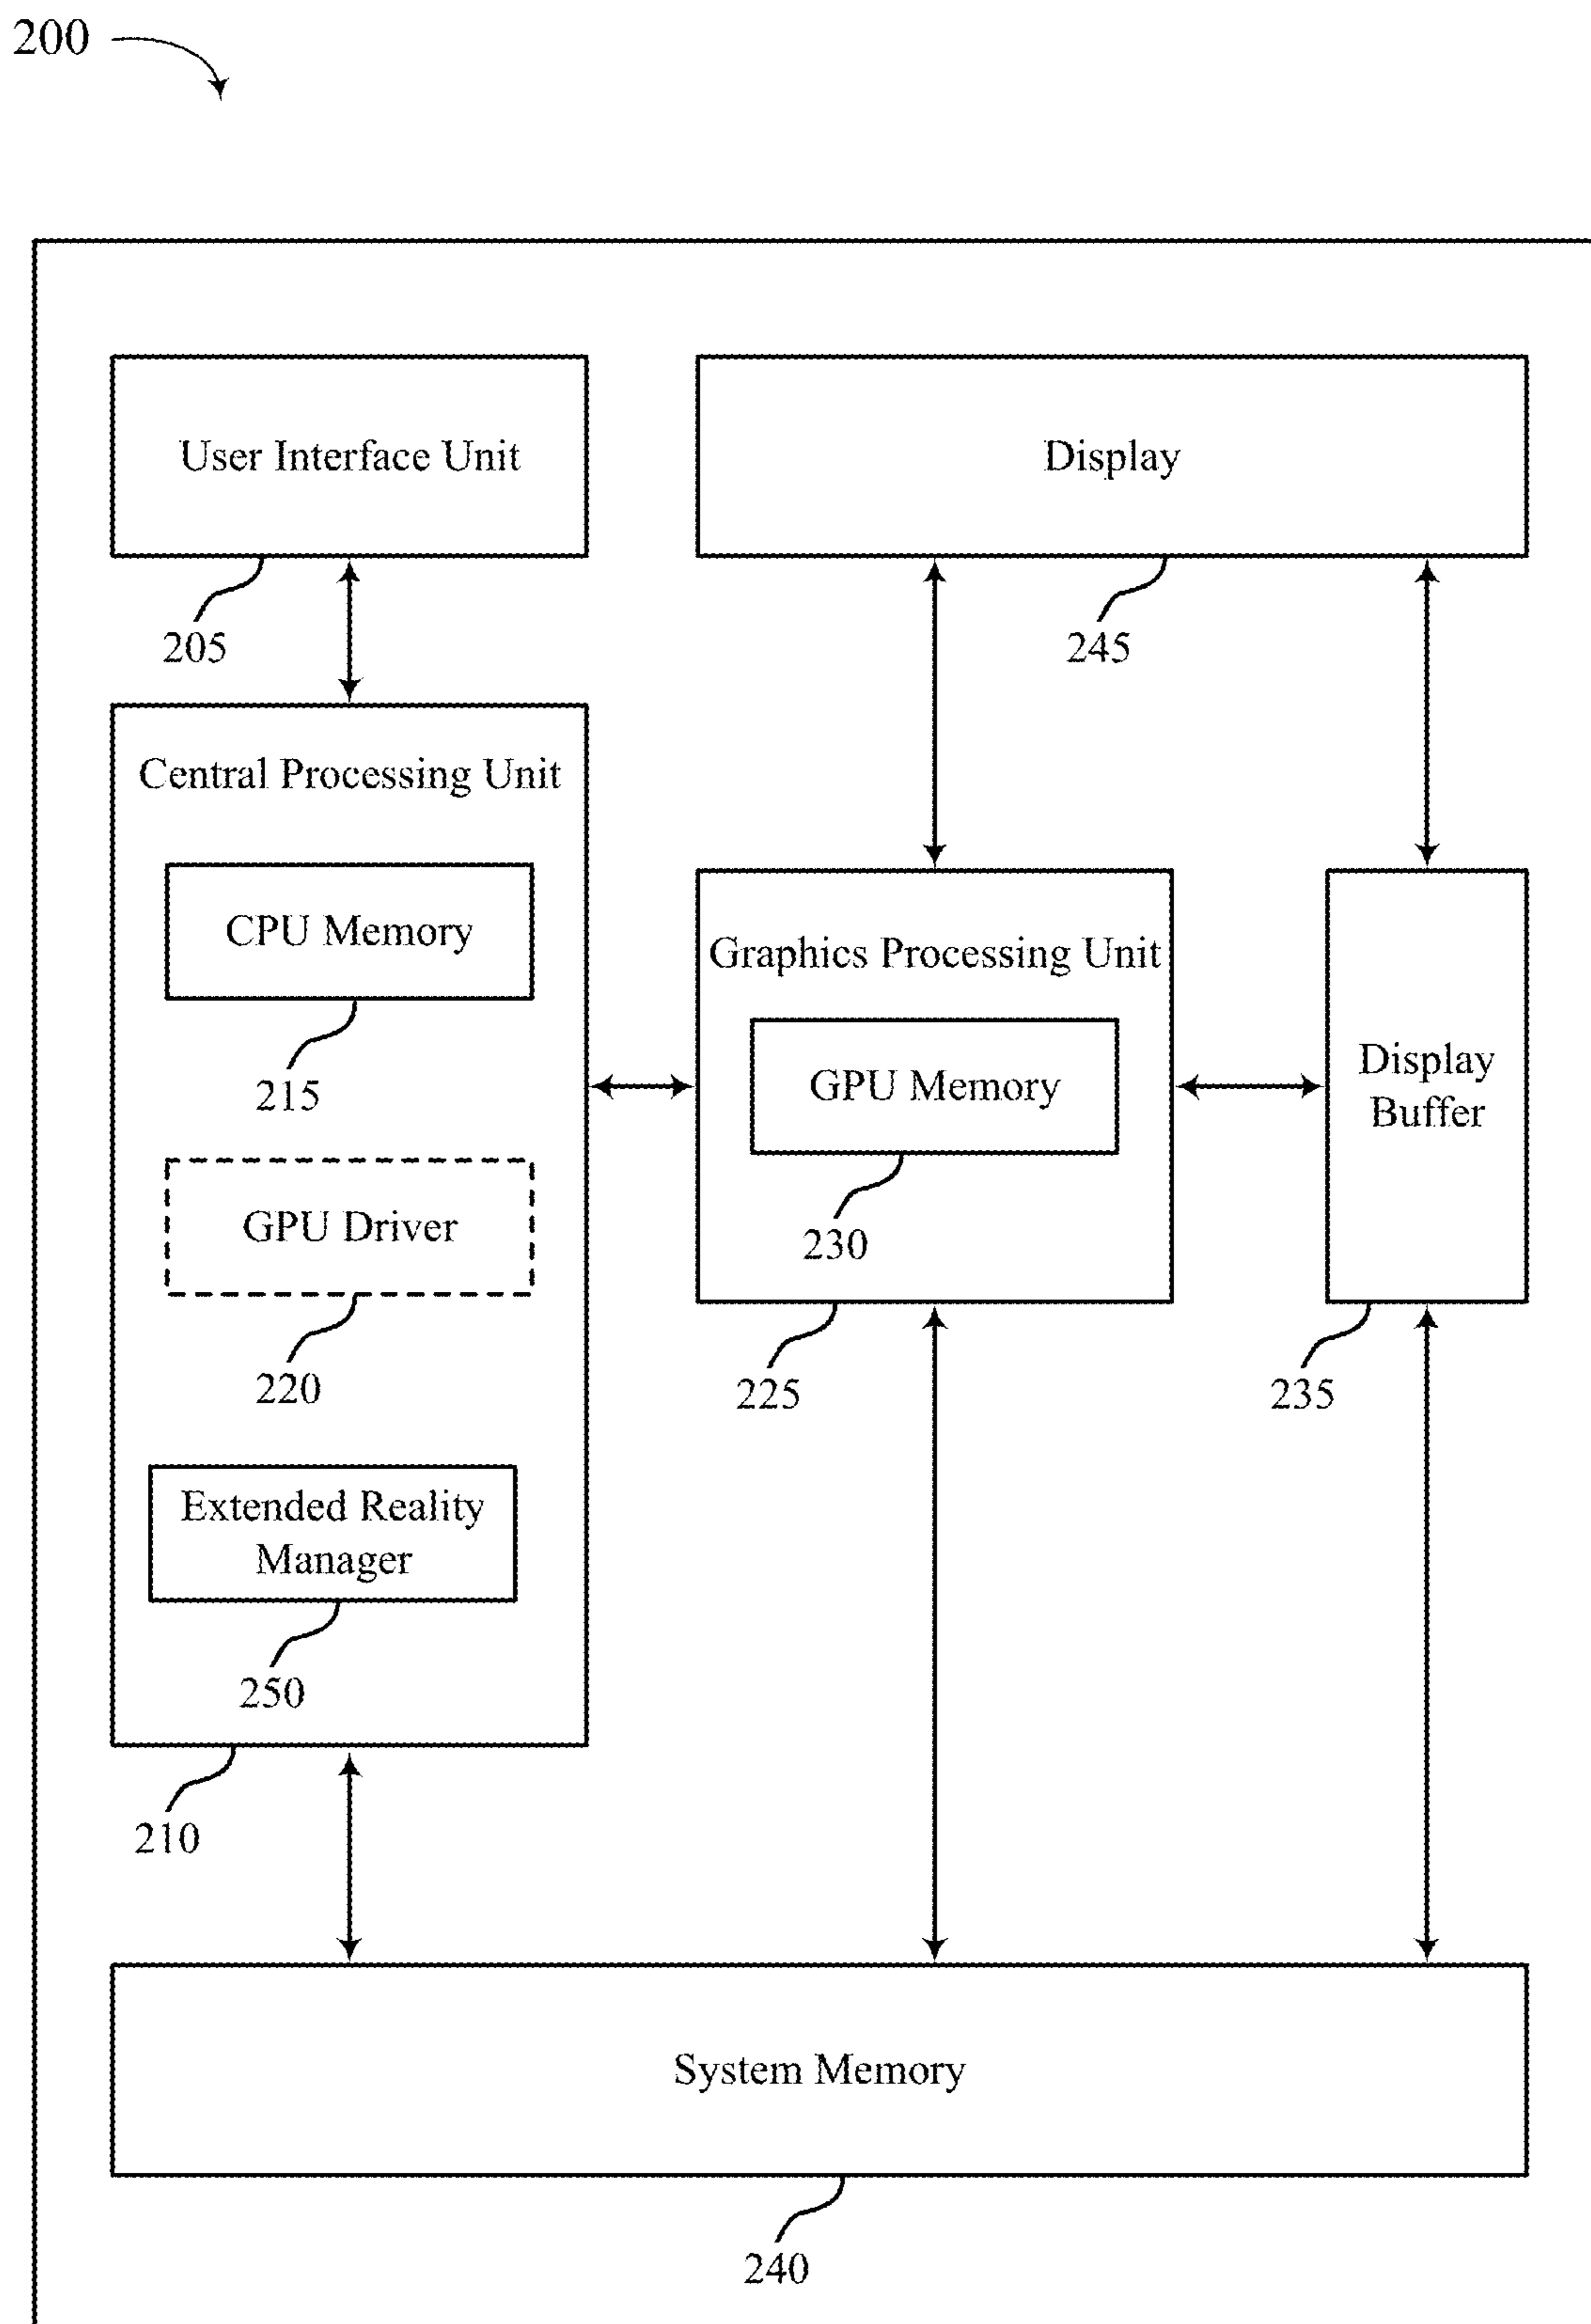 200
User Interface Unit
Display
205
245
Central Processing Unit
CPU Memory
215
Graphics Processing Unit
GPU Memory
230
Display
Buffer
GPU Driver
220
225
235
Extended Reality
Manager
250
210
System Memory
240